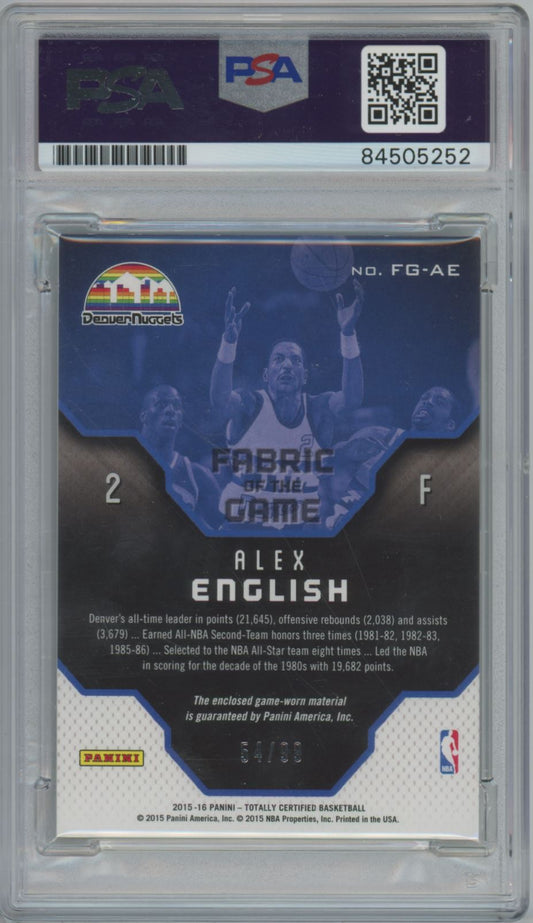 PSA
PSA
84505252
Denver Nuggets
NO. FG-AE
2
FABRIC
OF THE
GAME
F
ALEX
ENGLISH
Denver's all-time leader in points (21,645), offensive rebounds (2,038) and assists
(3,679) ... Earned All-NBA Second-Team honors three times (1981-82, 1982-83,
1985-86) ... Selected to the NBA All-Star team eight times ... Led the NBA
in scoring for the decade of the 1980s with 19,682 points.
The enclosed game-worn material
is guaranteed by Panini America, Inc.
54/99
PANINI
NBA
2015-16 PANINI – TOTALLY CERTIFIED BASKETBALL
© 2015 Panini America, Inc. © 2015 NBA Properties, Inc. Printed in the USA.